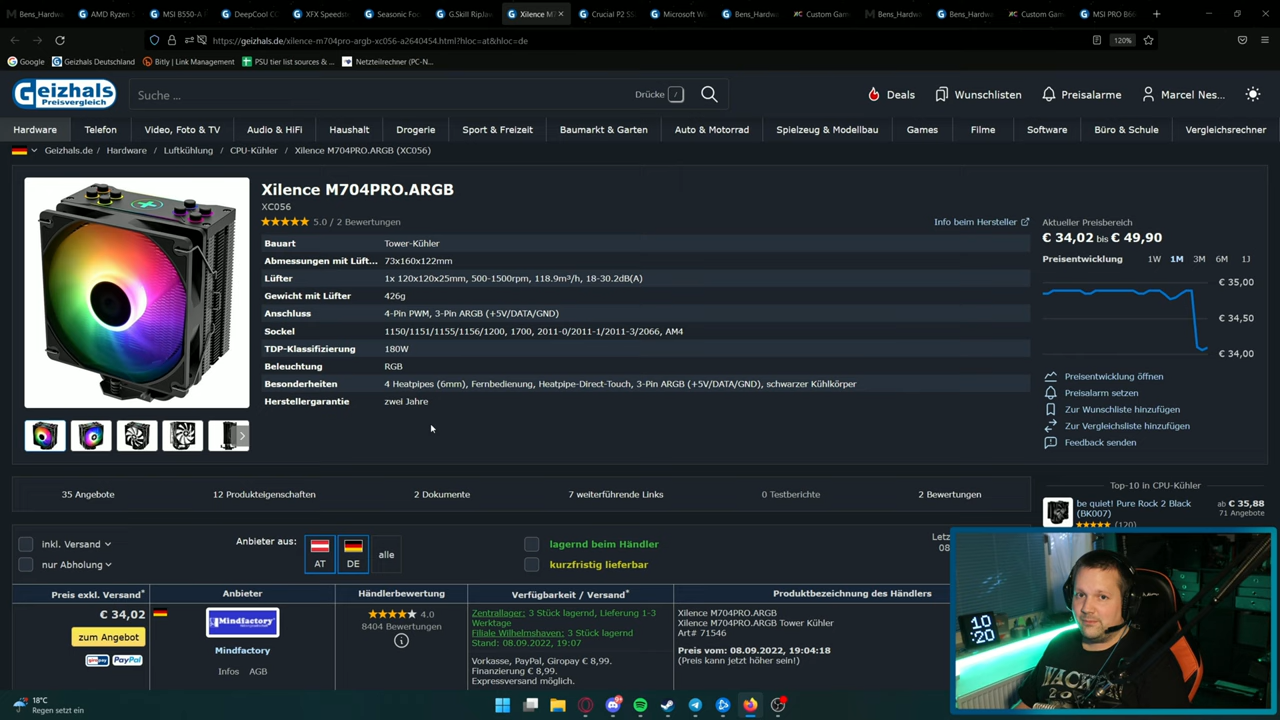 Bens_Hardw
AMD Ryzen 5
MSI B550-A
DeepCool CC
XFX Speedst
Seasonic Foc
G.Skill RipJaw
Xilence M7
Crucial P2 SS
Microsoft Wi
Bens_Hardw
Custom Gam
Bens_Hardw
Bens_Hardw
Custom Gam
MSI PRO B66
https://geizhals.de/xilence-m704pro-argb-xc056-a2640454.html?hloc=at&hloc=de
120%
Google
Geizhals Deutschland
Bitly | Link Management
PSU tier list sources & ...
Netzteilrechner (PC-N...
Geizhals
Preisvergleich
Suche ...
Drücke /
Deals
Wunschlisten
Preisalarme
Marcel Nes...
Hardware
Telefon
Video, Foto & TV
Audio & HiFi
Haushalt
Drogerie
Sport & Freizeit
Baumarkt & Garten
Auto & Motorrad
Spielzeug & Modellbau
Games
Filme
Software
Büro & Schule
Vergleichsrechner
Geizhals.de / Hardware / Luftkühlung / CPU-Kühler / Xilence M704PRO.ARGB (XC056)
Xilence M704PRO.ARGB
XC056
5.0 / 2 Bewertungen
Info beim Hersteller
Bauart Tower-Kühler
Abmessungen mit Lüft... 73x160x122mm
Lüfter 1x 120x120x25mm, 500-1500rpm, 118.9m³/h, 18-30.2dB(A)
Gewicht mit Lüfter 426g
Anschluss 4-Pin PWM, 3-Pin ARGB (+5V/DATA/GND)
Sockel 1150/1151/1155/1156/1200, 1700, 2011-0/2011-1/2011-3/2066, AM4
TDP-Klassifizierung 180W
Beleuchtung RGB
Besonderheiten 4 Heatpipes (6mm), Fernbedienung, Heatpipe-Direct-Touch, 3-Pin ARGB (+5V/DATA/GND), schwarzer Kühlkörper
Herstellergarantie zwei Jahre
Aktueller Preisbereich
€ 34,02 bis € 49,90
Preisentwicklung 1W 1M 3M 6M 1J
€ 35,00
€ 34,50
€ 34,00
Preisentwicklung öffnen
Preisalarm setzen
Zur Wunschliste hinzufügen
Zur Vergleichsliste hinzufügen
Feedback senden
35 Angebote
12 Produkteigenschaften
2 Dokumente
7 weiterführende Links
0 Testberichte
2 Bewertungen
Top-10 in CPU-Kühler
be quiet! Pure Rock 2 Black
(BK007)
(120)
ab € 35,88
71 Angebote
inkl. Versand
nur Abholung
Anbieter aus:
AT
DE
alle
lagernd beim Händler
kurzfristig lieferbar
Letz
08
Preis exkl. Versand*
Anbieter
Händlerbewertung
Verfügbarkeit / Versand*
Produktbezeichnung des Händlers
€ 34,02
zum Angebot
giropay
PayPal
Mindfactory
Mindfactory
Infos AGB
4.0
8404 Bewertungen
Zentrallager: 3 Stück lagernd, Lieferung 1-3
Werktage
Filiale Wilhelmshaven: 3 Stück lagernd
Stand: 08.09.2022, 19:07
Vorkasse, PayPal, Giropay € 8,99.
Finanzierung € 8,99.
Expressversand möglich.
Xilence M704PRO.ARGB
Xilence M704PRO.ARGB Tower Kühler
Art# 71546
Preis vom: 08.09.2022, 19:04:18
(Preis kann jetzt höher sein!)
10
:20
18°C
Regen setzt ein